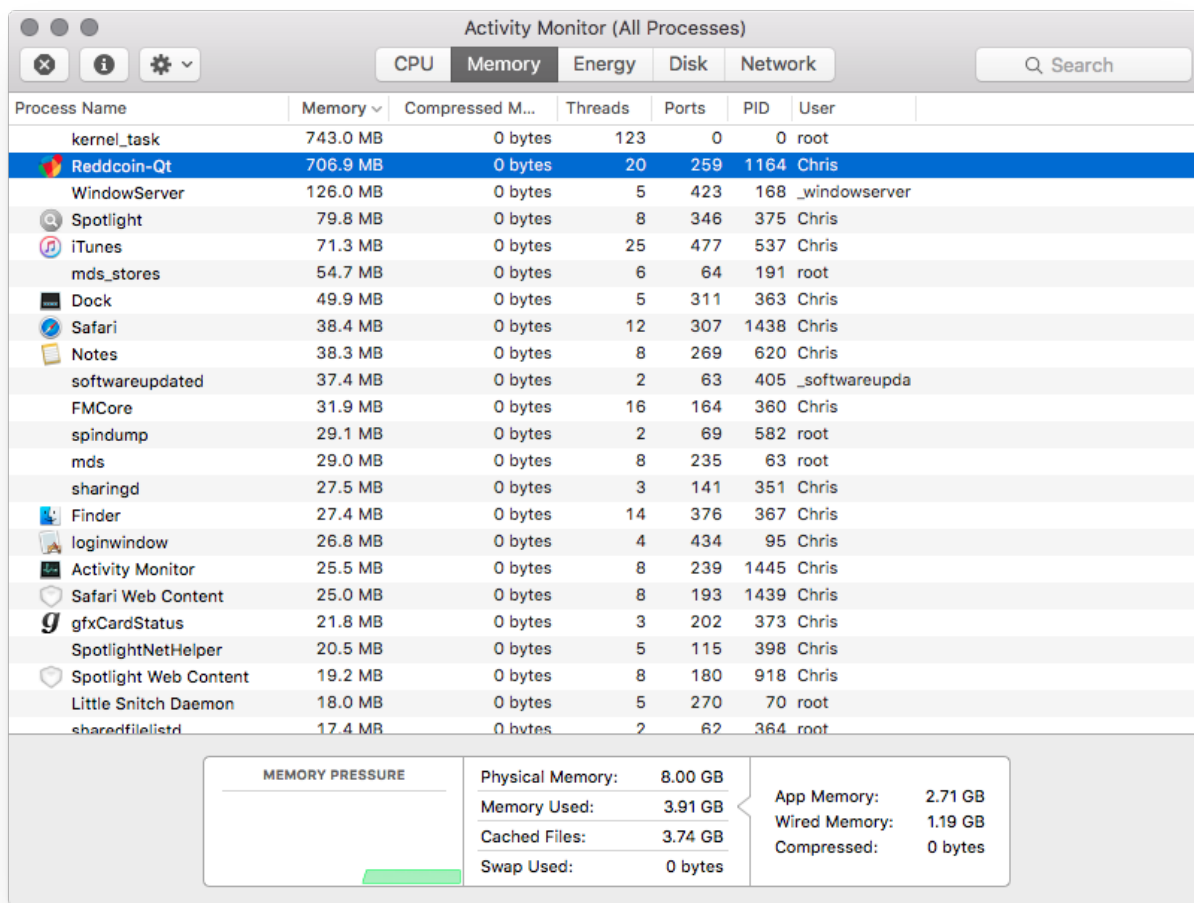 Activity Monitor (All Processes)
CPU Memory Energy Disk Network Search
Process Name Memory Compressed M... Threads Ports PID User
kernel_task 743.0 MB 0 bytes 123 0 0 root
Reddcoin-Qt 706.9 MB 0 bytes 20 259 1164 Chris
WindowServer 126.0 MB 0 bytes 5 423 168 _windowserver
Spotlight 79.8 MB 0 bytes 8 346 375 Chris
iTunes 71.3 MB 0 bytes 25 477 537 Chris
mds_stores 54.7 MB 0 bytes 6 64 191 root
Dock 49.9 MB 0 bytes 5 311 363 Chris
Safari 38.4 MB 0 bytes 12 307 1438 Chris
Notes 38.3 MB 0 bytes 8 269 620 Chris
softwareupdated 37.4 MB 0 bytes 2 63 405 _softwareupda
FMCore 31.9 MB 0 bytes 16 164 360 Chris
spindump 29.1 MB 0 bytes 2 69 582 root
mds 29.0 MB 0 bytes 8 235 63 root
sharingd 27.5 MB 0 bytes 3 141 351 Chris
Finder 27.4 MB 0 bytes 14 376 367 Chris
loginwindow 26.8 MB 0 bytes 4 434 95 Chris
Activity Monitor 25.5 MB 0 bytes 8 239 1445 Chris
Safari Web Content 25.0 MB 0 bytes 8 193 1439 Chris
gfxCardStatus 21.8 MB 0 bytes 3 202 373 Chris
SpotlightNetHelper 20.5 MB 0 bytes 5 115 398 Chris
Spotlight Web Content 19.2 MB 0 bytes 8 180 918 Chris
Little Snitch Daemon 18.0 MB 0 bytes 5 270 70 root
sharedfilelistd 17.4 MB 0 bytes 2 62 364 root
MEMORY PRESSURE
Physical Memory: 8.00 GB
Memory Used: 3.91 GB
Cached Files: 3.74 GB
Swap Used: 0 bytes
App Memory: 2.71 GB
Wired Memory: 1.19 GB
Compressed: 0 bytes